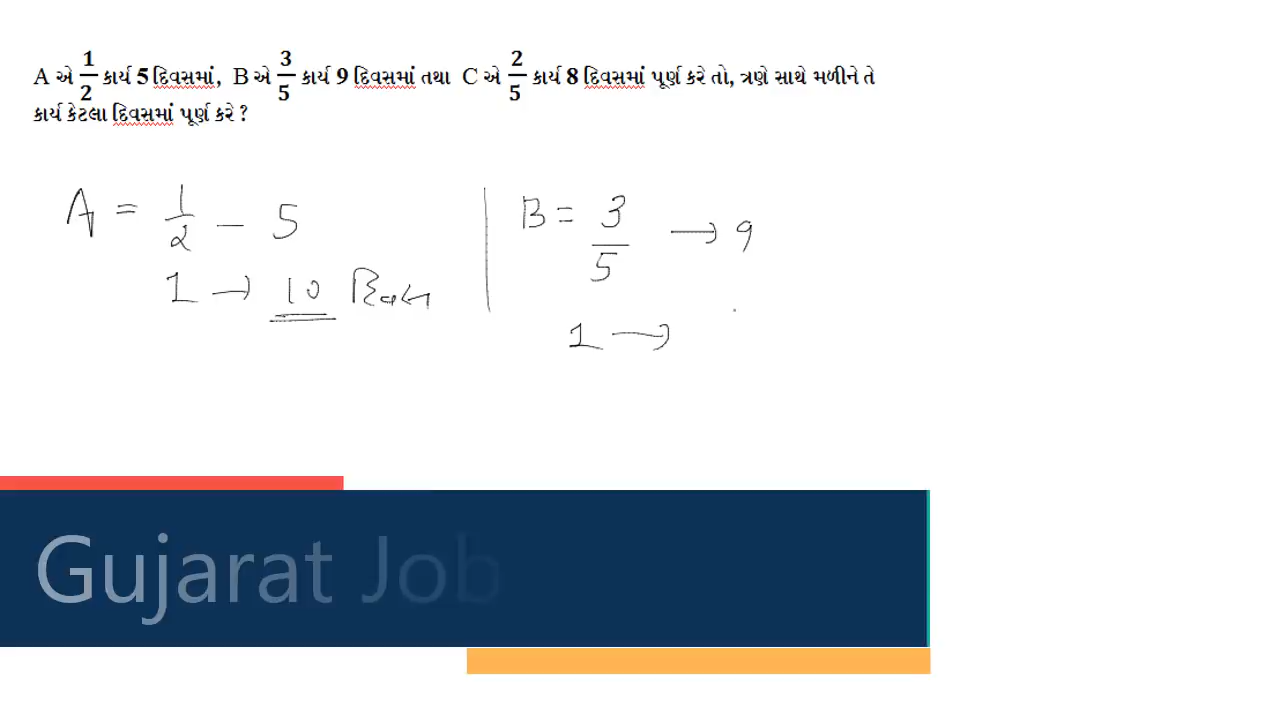 A એ 1/2 કાર્ય 5 દિવસમાં, B એ 3/5 કાર્ય 9 દિવસમાં તથા C એ 2/5 કાર્ય 8 દિવસમાં પૂર્ણ કરે તો, ત્રણે સાથે મળીને તે
કાર્ય કેટલા દિવસમાં પૂર્ણ કરે ?
A = 1/2 – 5
1 → 10 દિવસ
B = 3/5 → 9
1 →
Gujarat Job